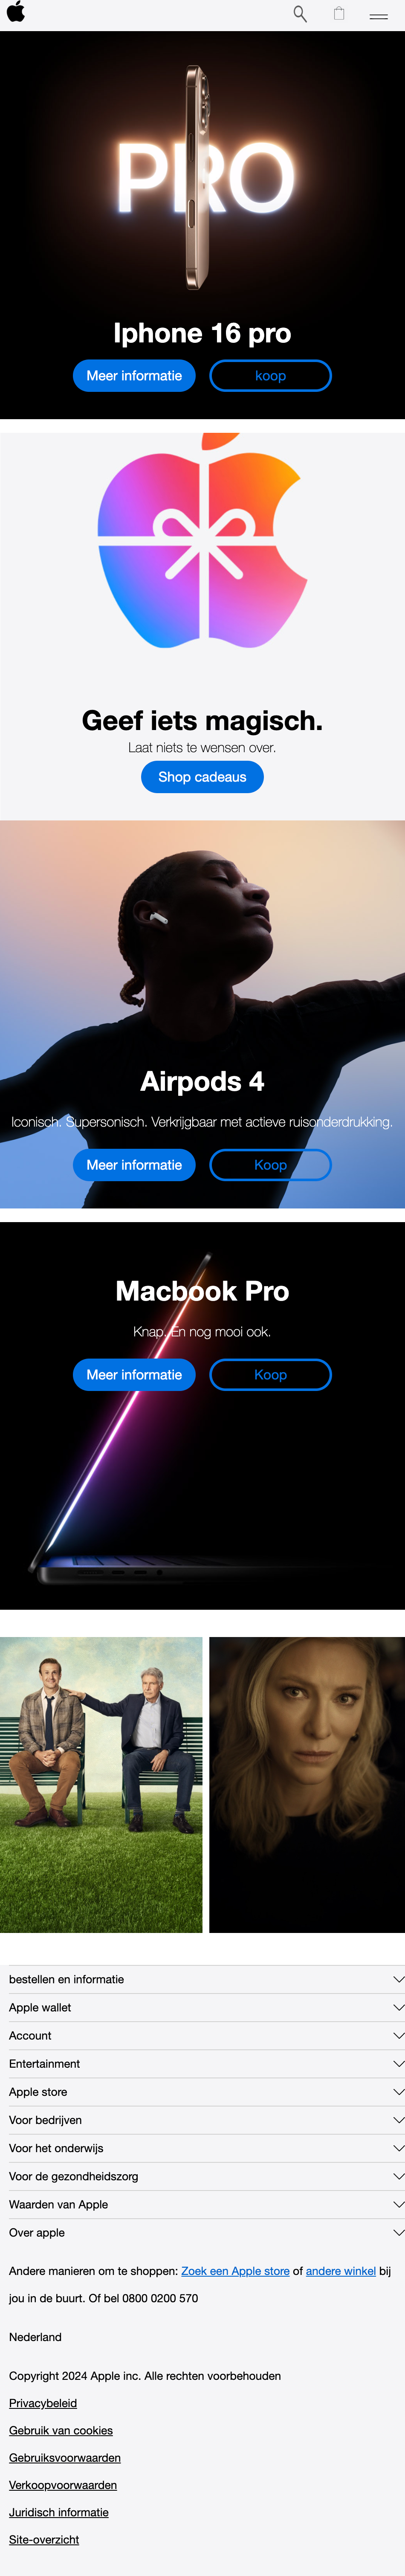 PRO
Iphone 16 pro
Meer informatie koop
Geef iets magisch.
Laat niets te wensen over.
Shop cadeaus
Airpods 4
Iconisch. Supersonisch. Verkrijgbaar met actieve ruisonderdrukking.
Meer informatie Koop
Macbook Pro
Knap. En nog mooi ook.
Meer informatie Koop
bestellen en informatie
Apple wallet
Account
Entertainment
Apple store
Voor bedrijven
Voor het onderwijs
Voor de gezondheidszorg
Waarden van Apple
Over apple
Andere manieren om te shoppen: Zoek een Apple store of andere winkel bij
jou in de buurt. Of bel 0800 0200 570
Nederland
Copyright 2024 Apple inc. Alle rechten voorbehouden
Privacybeleid
Gebruik van cookies
Gebruiksvoorwaarden
Verkoopvoorwaarden
Juridisch informatie
Site-overzicht